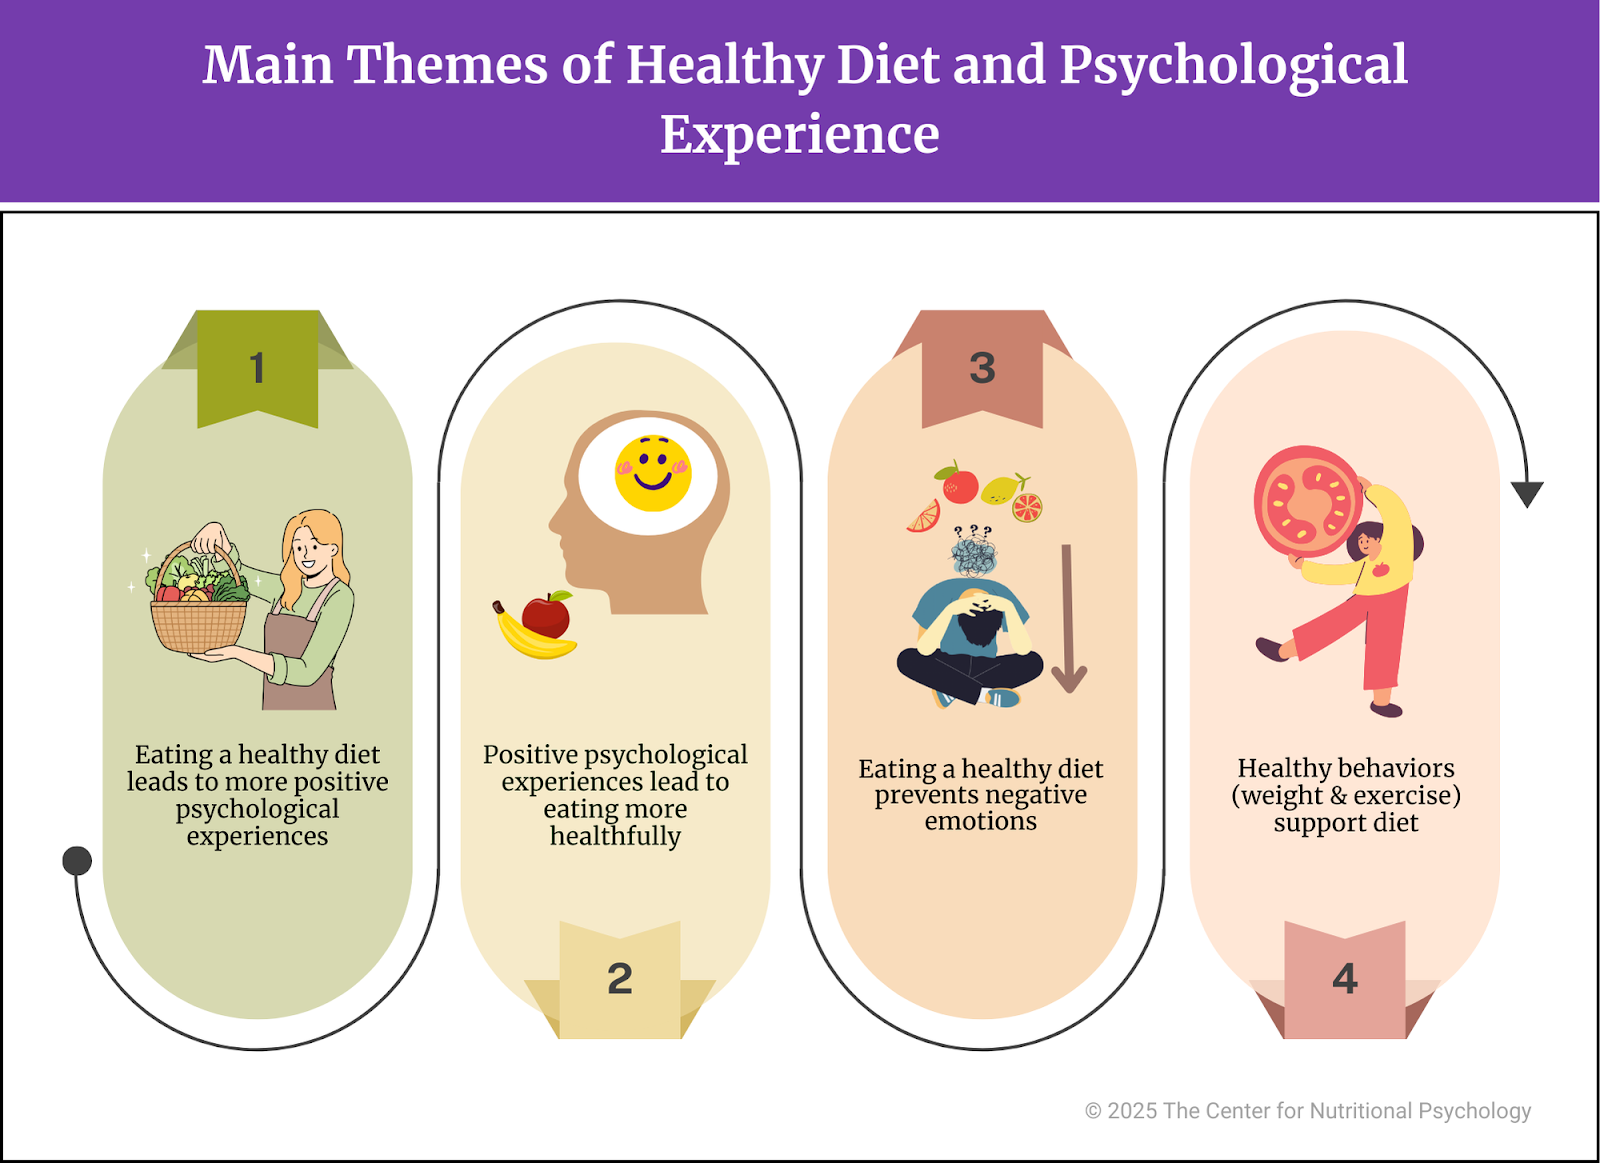 Main Themes of Healthy Diet and Psychological
Experience
1
Eating a healthy diet
leads to more positive
psychological
experiences
Positive psychological
experiences lead to
eating more
healthfully
2
3
? ? ?
Eating a healthy diet
prevents negative
emotions
Healthy behaviors
(weight & exercise)
support diet
4
© 2025 The Center for Nutritional Psychology